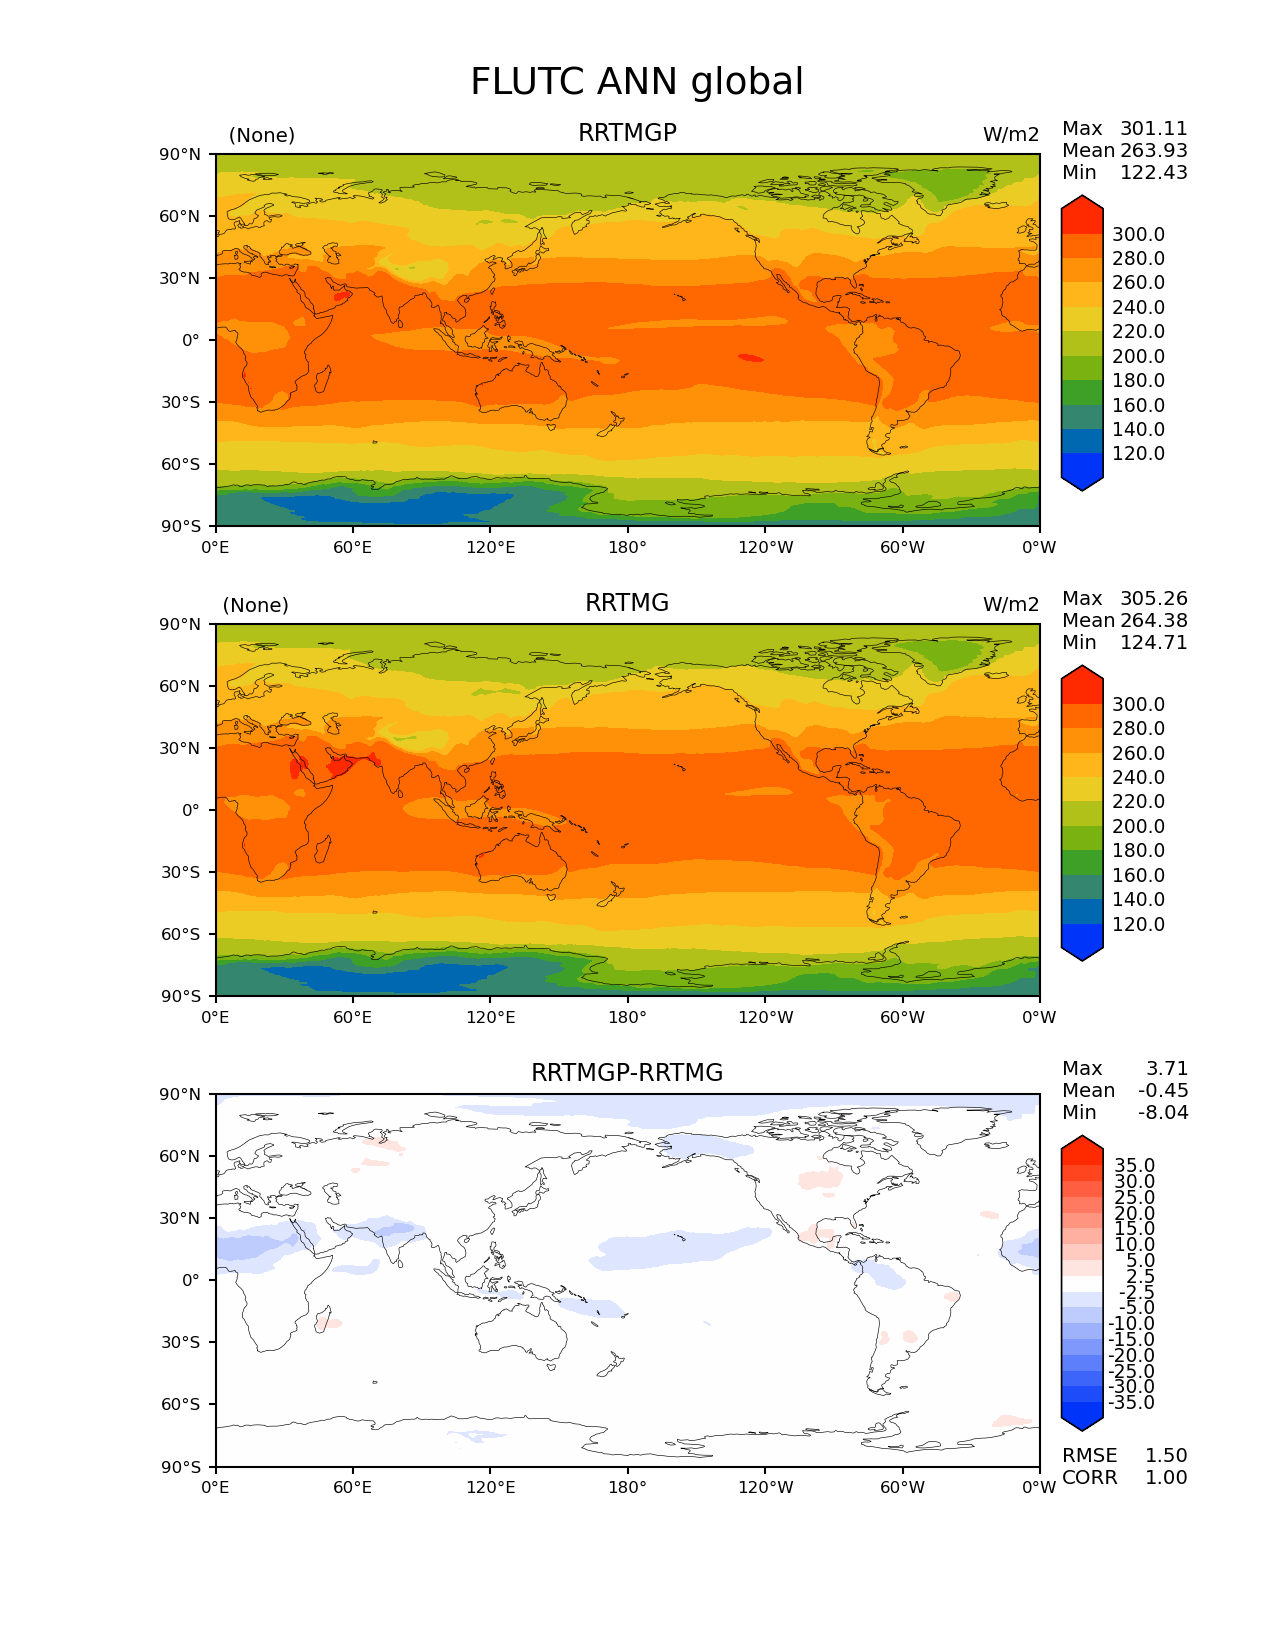 FLUTC ANN global
(None) RRTMGP W/m2
Max 301.11
Mean 263.93
Min 122.43
90°N
60°N
30°N
0°
30°S
60°S
90°S
0°E 60°E 120°E 180° 120°W 60°W 0°W
300.0
280.0
260.0
240.0
220.0
200.0
180.0
160.0
140.0
120.0
(None) RRTMG W/m2
Max 305.26
Mean 264.38
Min 124.71
90°N
60°N
30°N
0°
30°S
60°S
90°S
0°E 60°E 120°E 180° 120°W 60°W 0°W
300.0
280.0
260.0
240.0
220.0
200.0
180.0
160.0
140.0
120.0
RRTMGP-RRTMG
Max 3.71
Mean -0.45
Min -8.04
90°N
60°N
30°N
0°
30°S
60°S
90°S
0°E 60°E 120°E 180° 120°W 60°W 0°W
35.0
30.0
25.0
20.0
15.0
10.0
5.0
2.5
-2.5
-5.0
-10.0
-15.0
-20.0
-25.0
-30.0
-35.0
RMSE 1.50
CORR 1.00